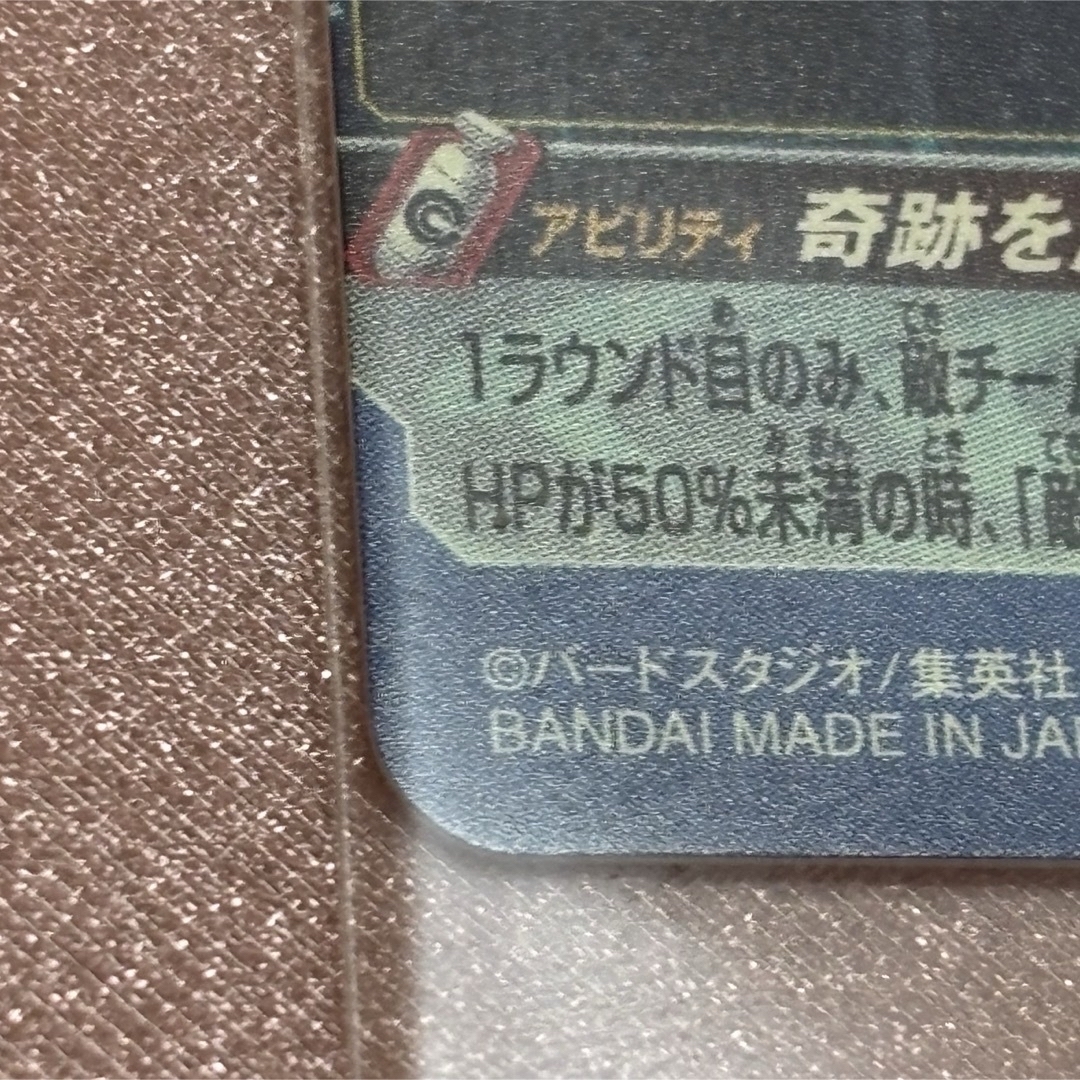 アビリティ 奇跡を
1ラウンド目のみ、敵チー
HPが50%未満の時、「敵
©バードスタジオ/集英社
BANDAI MADE IN JA